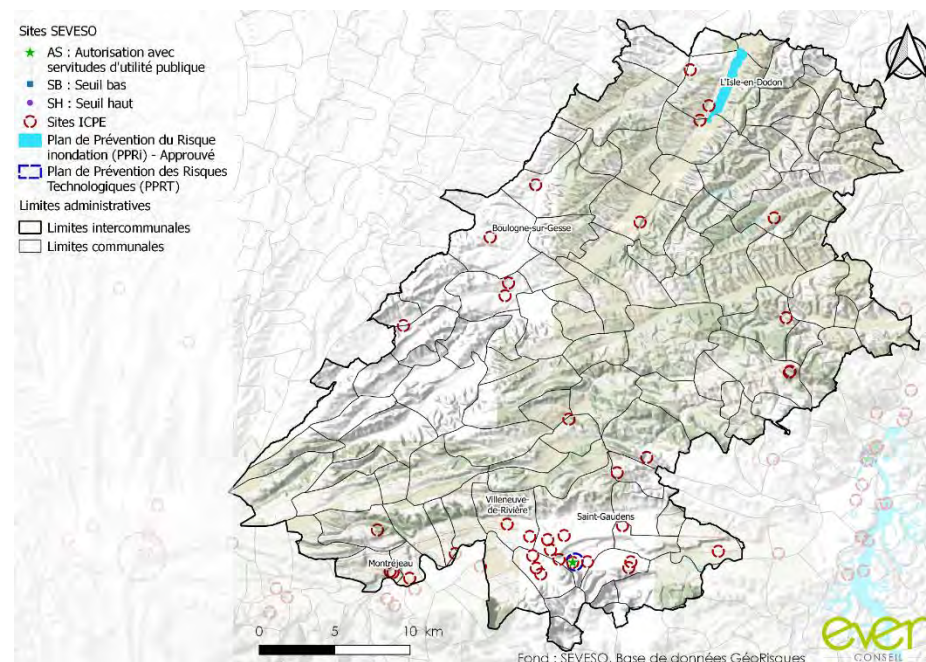 Sites SEVESO
AS : Autorisation avec
servitudes d'utilité publique
SB : Seuil bas
SH : Seuil haut
Sites ICPE
Plan de Prévention du Risque
inondation (PPRi) - Approuvé
Plan de Prévention des Risques
Technologiques (PPRT)
Limites administratives
Limites intercommunales
Limites communales
L'Isle-en-Dodon
Boulogne-sur-Gesse
Villeneuve-
de-Rivière
Saint-Gaudens
Montréjeau
0 5 10 km
Fond : SEVESO, Base de données GéoRisques
even
CONSEIL